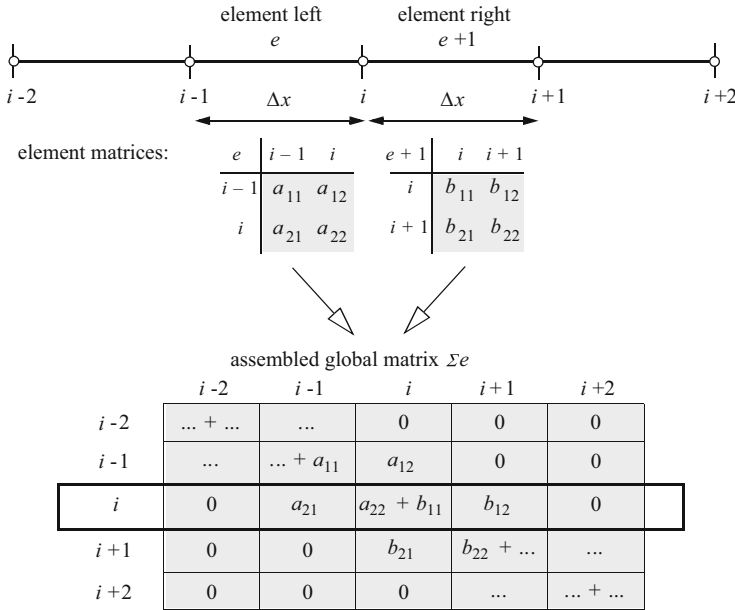 element left element right
e e+1
i-2 i-1 Δx i Δx i+1 i+2
element matrices:
e i – 1 i e + 1 i i + 1
i – 1 a11 a12 i b11 b12
i a21 a22 i + 1 b21 b22
assembled global matrix Σe
i-2 i-1 i i+1 i+2
i-2 ... + ... ... 0 0 0
i-1 ... ... + a11 a12 0 0
i 0 a21 a22 + b11 b12 0
i+1 0 0 b21 b22 + ... ...
i+2 0 0 0 ... ... + ...